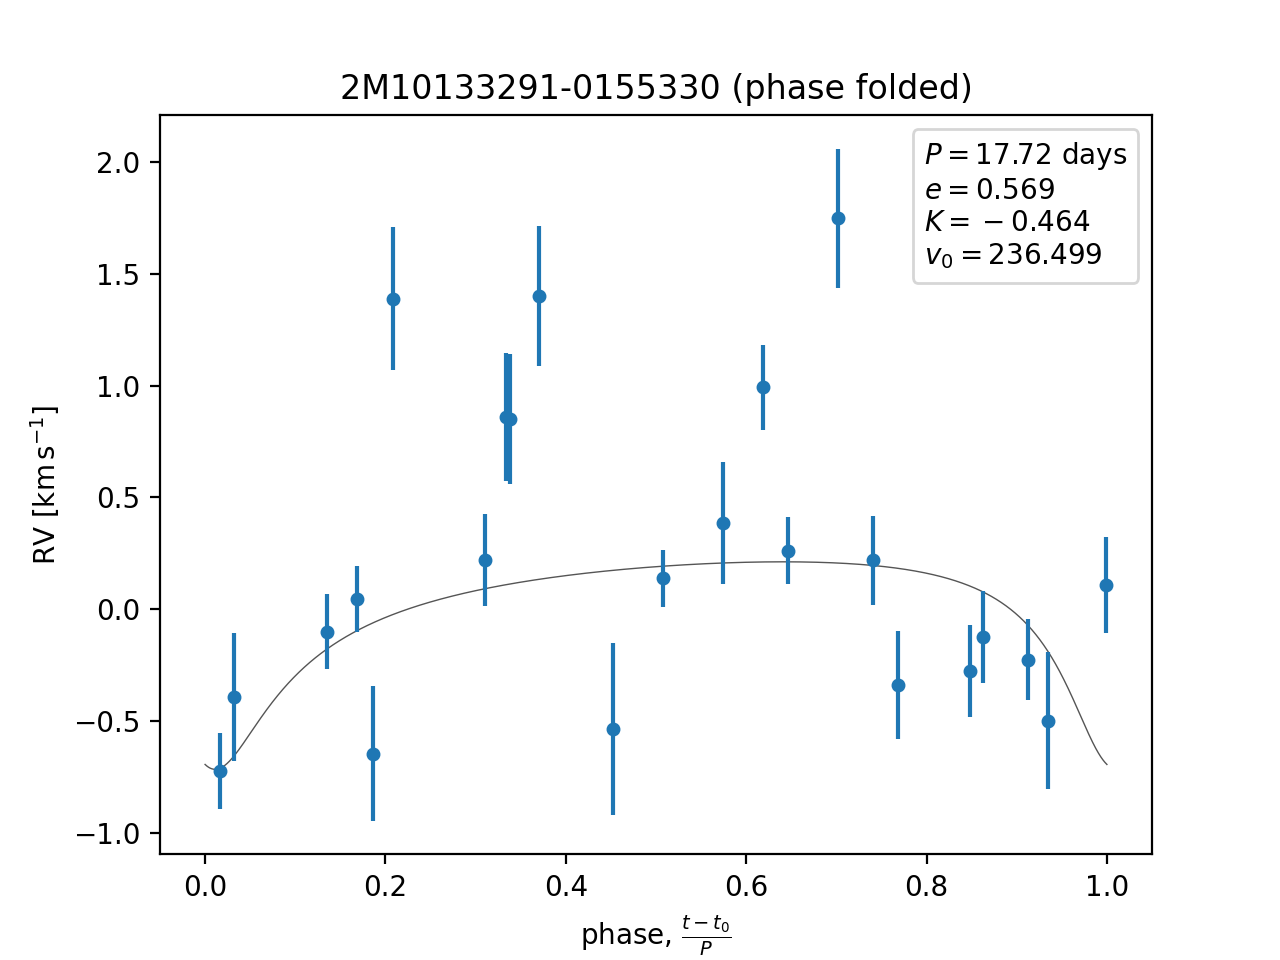 2M10133291-0155330 (phase folded)
P = 17.72 days
e = 0.569
K = −0.464
v₀ = 236.499
RV [km s⁻¹]
2.0
1.5
1.0
0.5
0.0
−0.5
−1.0
0.0 0.2 0.4 0.6 0.8 1.0
phase, (t − t₀)/P